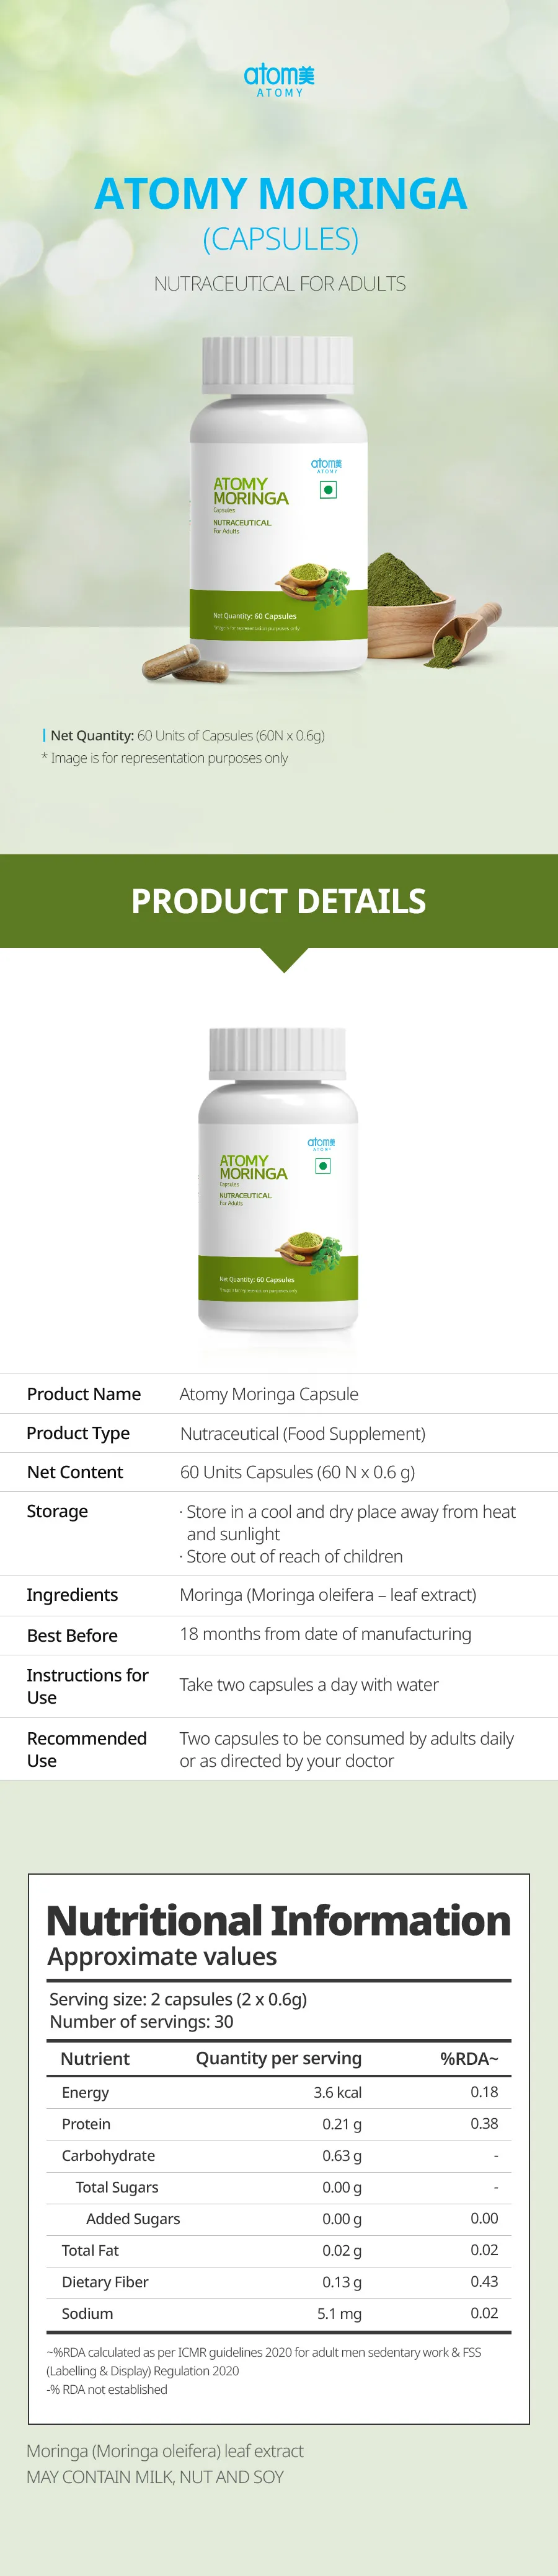 atom美
ATOMY
ATOMY MORINGA
(CAPSULES)
NUTRACEUTICAL FOR ADULTS
atom美
ATOMY
ATOMY
MORINGA
Capsules
NUTRACEUTICAL
For Adults
Net Quantity: 60 Capsules
*Image is for representation purposes only
Net Quantity: 60 Units of Capsules (60N x 0.6g)
* Image is for representation purposes only
PRODUCT DETAILS
atom美
ATOMY
ATOMY
MORINGA
Capsules
NUTRACEUTICAL
For Adults
Net Quantity: 60 Capsules
*Image is for representation purposes only
Product Name Atomy Moringa Capsule
Product Type Nutraceutical (Food Supplement)
Net Content 60 Units Capsules (60 N x 0.6 g)
Storage · Store in a cool and dry place away from heat
and sunlight
· Store out of reach of children
Ingredients Moringa (Moringa oleifera – leaf extract)
Best Before 18 months from date of manufacturing
Instructions for
Use
Take two capsules a day with water
Recommended
Use
Two capsules to be consumed by adults daily
or as directed by your doctor
Nutritional Information
Approximate values
Serving size: 2 capsules (2 x 0.6g)
Number of servings: 30
Nutrient Quantity per serving %RDA~
Energy 3.6 kcal 0.18
Protein 0.21 g 0.38
Carbohydrate 0.63 g -
Total Sugars 0.00 g -
Added Sugars 0.00 g 0.00
Total Fat 0.02 g 0.02
Dietary Fiber 0.13 g 0.43
Sodium 5.1 mg 0.02
~%RDA calculated as per ICMR guidelines 2020 for adult men sedentary work & FSS
(Labelling & Display) Regulation 2020
-% RDA not established
Moringa (Moringa oleifera) leaf extract
MAY CONTAIN MILK, NUT AND SOY